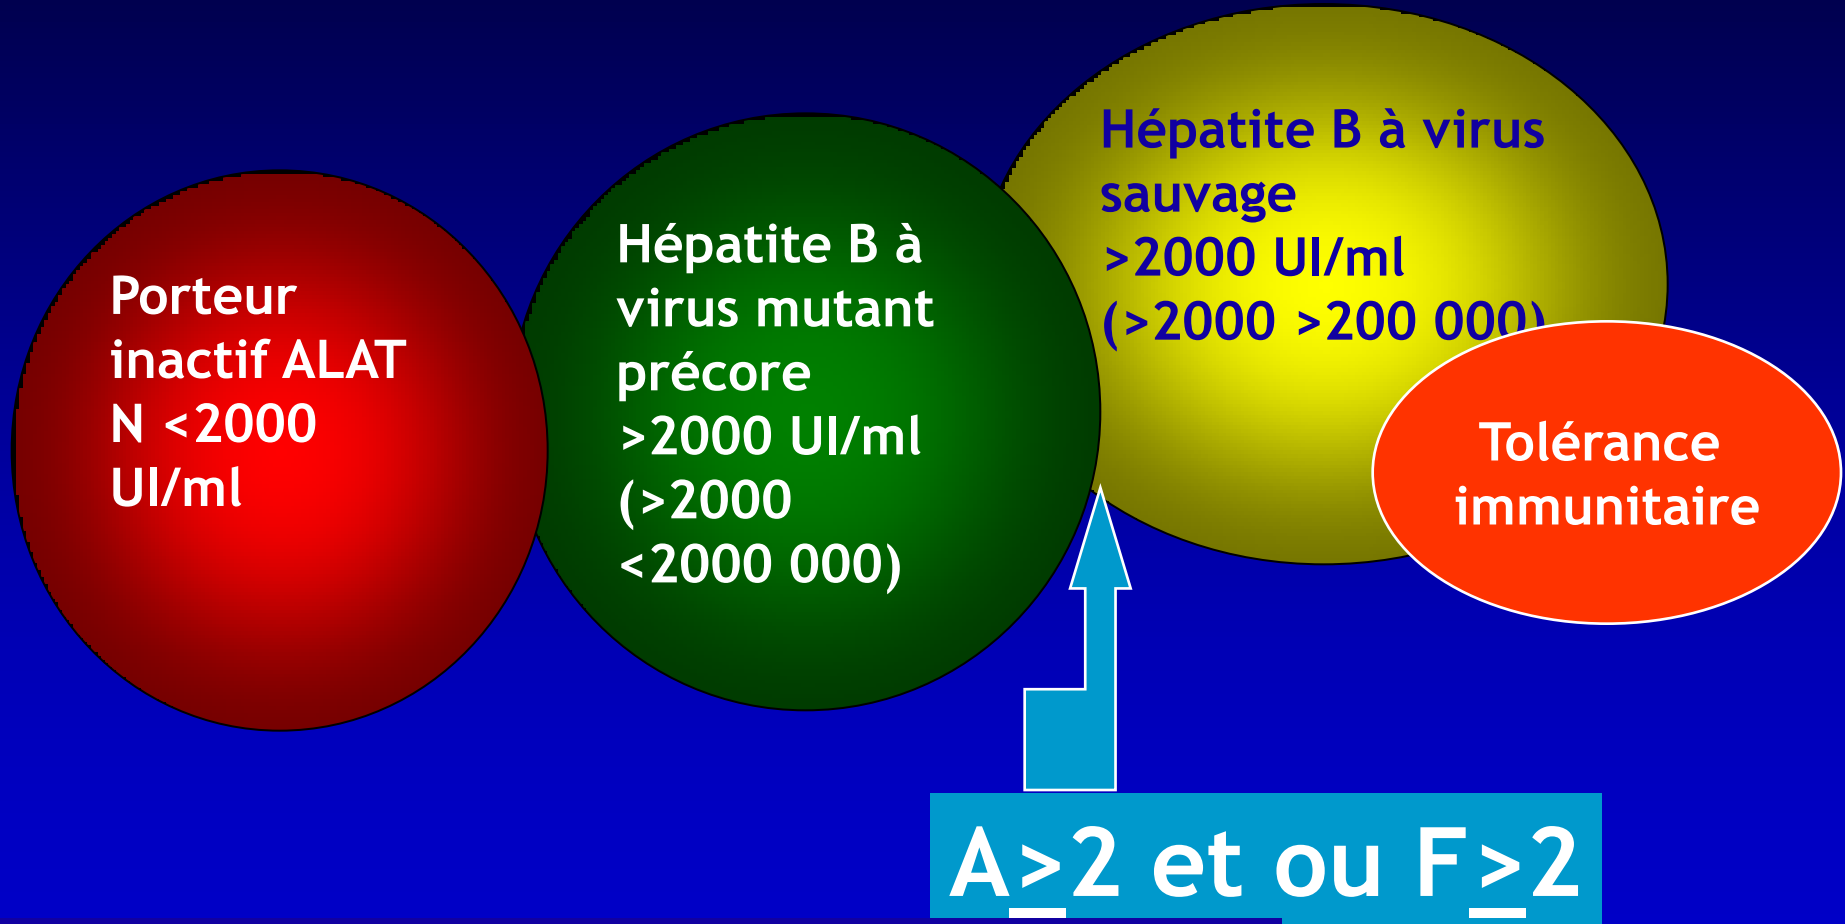 Porteur
inactif ALAT
N <2000
UI/ml
Hépatite B à
virus mutant
précore
>2000 UI/ml
(>2000
<2000 000)
Hépatite B à virus
sauvage
>2000 UI/ml
(>2000 >200 000)
Tolérance
immunitaire
A>2 et ou F>2